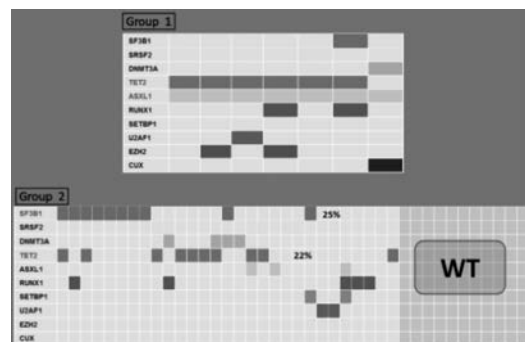 Group 1
SF3B1
SRSF2
DNMT3A
TET2
ASXL1
RUNX1
SETBP1
U2AF1
EZH2
CUX
Group 2
SF3B1 25%
SRSF2
DNMT3A
TET2 22%
ASXL1
RUNX1
SETBP1
U2AF1
EZH2
CUX
WT